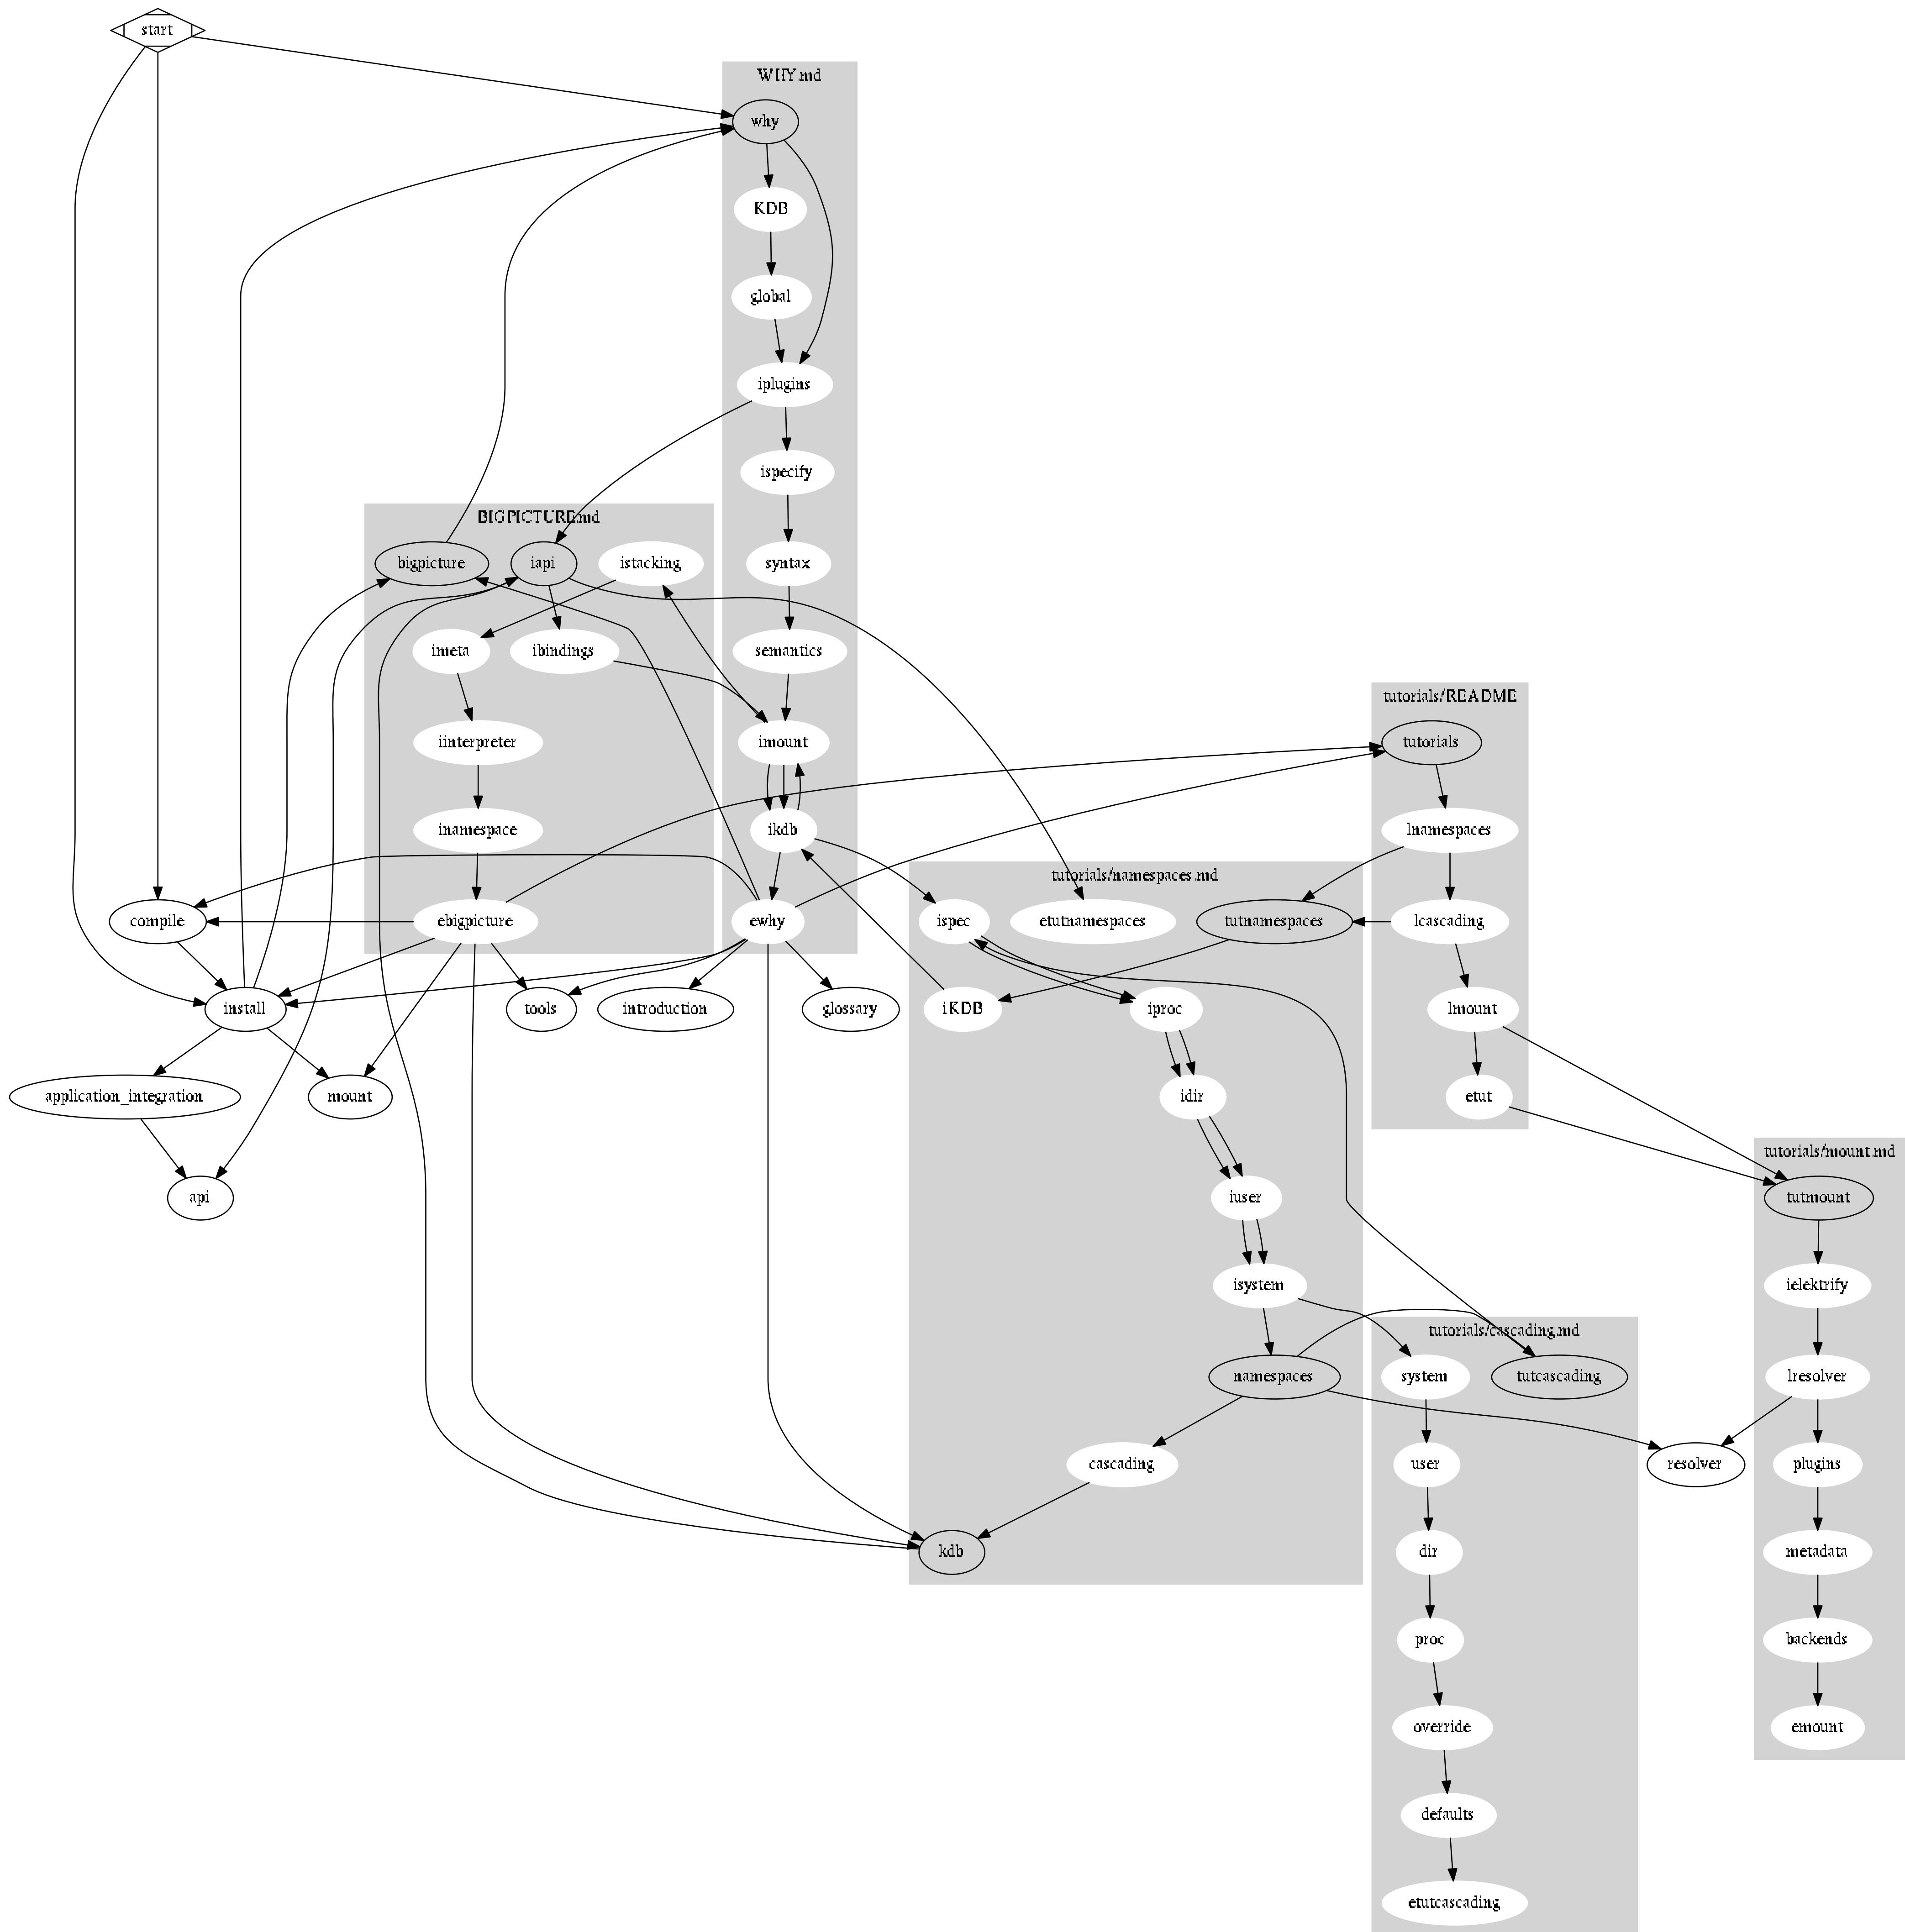 start
WHY.md
why
KDB
global
iplugins
ispecify
BIGPICTURE.md
bigpicture
iapi
istacking
syntax
imeta
ibindings
semantics
tutorials/README
iinterpreter
imount
tutorials
inamespace
ikdb
lnamespaces
tutorials/namespaces.md
compile
ebigpicture
ewhy
ispec
etutnamespaces
tutnamespaces
lcascading
install
tools
introduction
glossary
iKDB
iproc
lmount
application_integration
mount
idir
etut
tutorials/mount.md
api
iuser
tutmount
isystem
ielektrify
tutorials/cascading.md
namespaces
system
tutcascading
lresolver
cascading
user
resolver
plugins
kdb
dir
metadata
proc
backends
override
emount
defaults
etutcascading